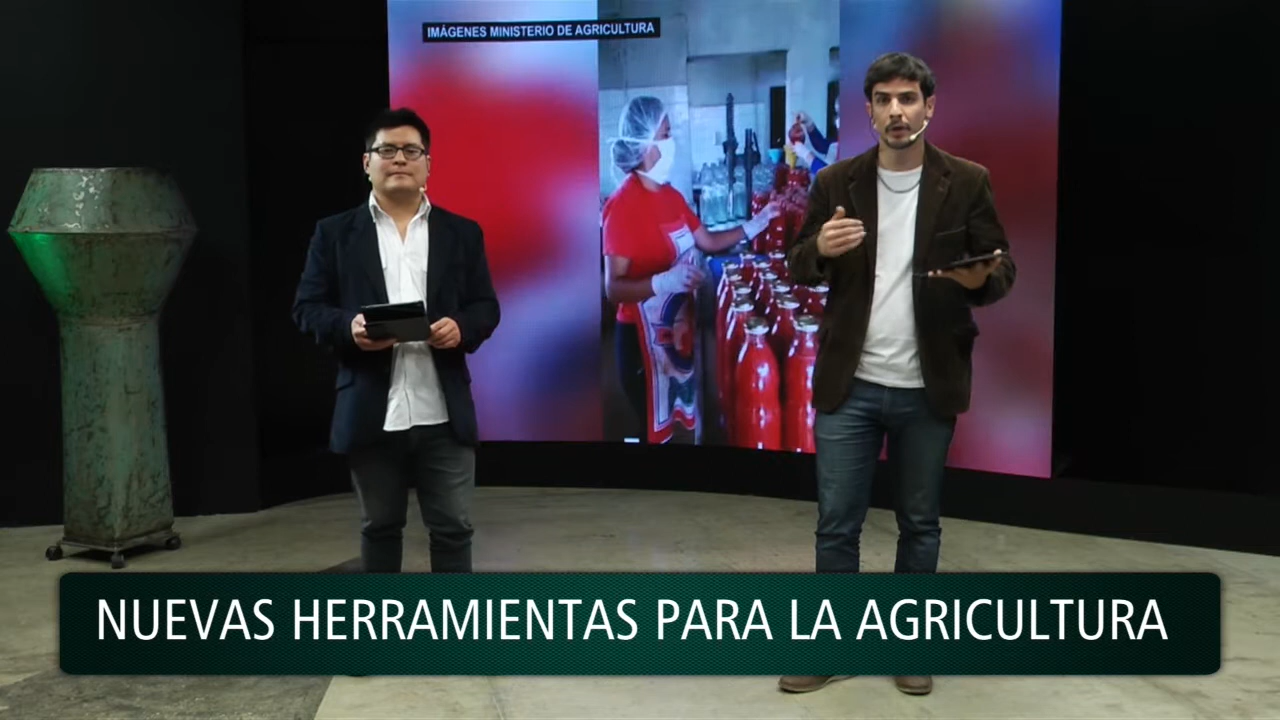 IMÁGENES MINISTERIO DE AGRICULTURA
NUEVAS HERRAMIENTAS PARA LA AGRICULTURA